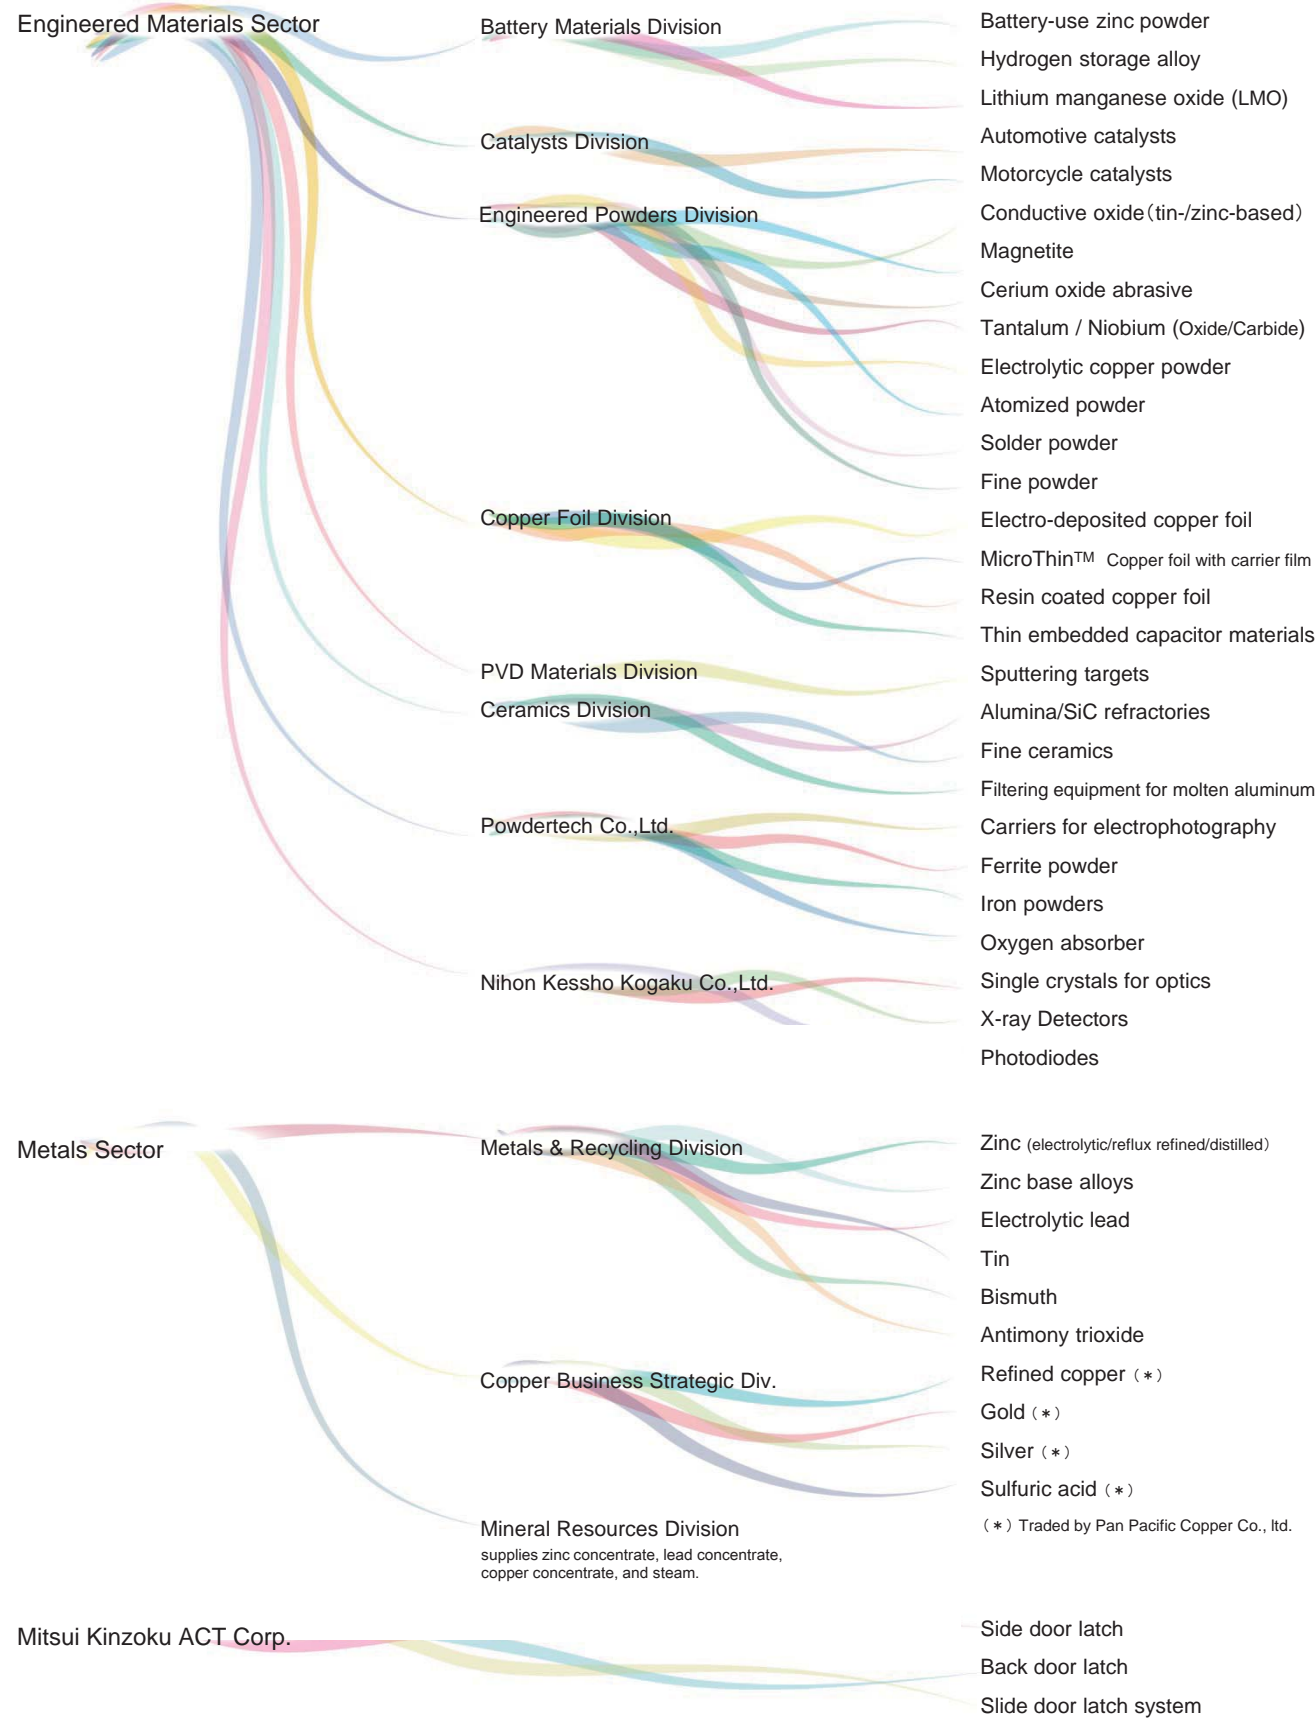 Engineered Materials Sector
Battery Materials Division
Battery-use zinc powder
Hydrogen storage alloy
Lithium manganese oxide (LMO)
Catalysts Division
Automotive catalysts
Motorcycle catalysts
Engineered Powders Division
Conductive oxide（tin-/zinc-based）
Magnetite
Cerium oxide abrasive
Tantalum / Niobium (Oxide/Carbide)
Electrolytic copper powder
Atomized powder
Solder powder
Fine powder
Copper Foil Division
Electro-deposited copper foil
MicroThin™ Copper foil with carrier film
Resin coated copper foil
Thin embedded capacitor materials
PVD Materials Division
Sputtering targets
Ceramics Division
Alumina/SiC refractories
Fine ceramics
Filtering equipment for molten aluminum
Powdertech Co.,Ltd.
Carriers for electrophotography
Ferrite powder
Iron powders
Oxygen absorber
Nihon Kessho Kogaku Co.,Ltd.
Single crystals for optics
X-ray Detectors
Photodiodes
Metals Sector
Metals & Recycling Division
Zinc (electrolytic/reflux refined/distilled）
Zinc base alloys
Electrolytic lead
Tin
Bismuth
Antimony trioxide
Copper Business Strategic Div.
Refined copper（*）
Gold（*）
Silver（*）
Sulfuric acid（*）
（*）Traded by Pan Pacific Copper Co., ltd.
Mineral Resources Division
supplies zinc concentrate, lead concentrate,
copper concentrate, and steam.
Mitsui Kinzoku ACT Corp.
Side door latch
Back door latch
Slide door latch system